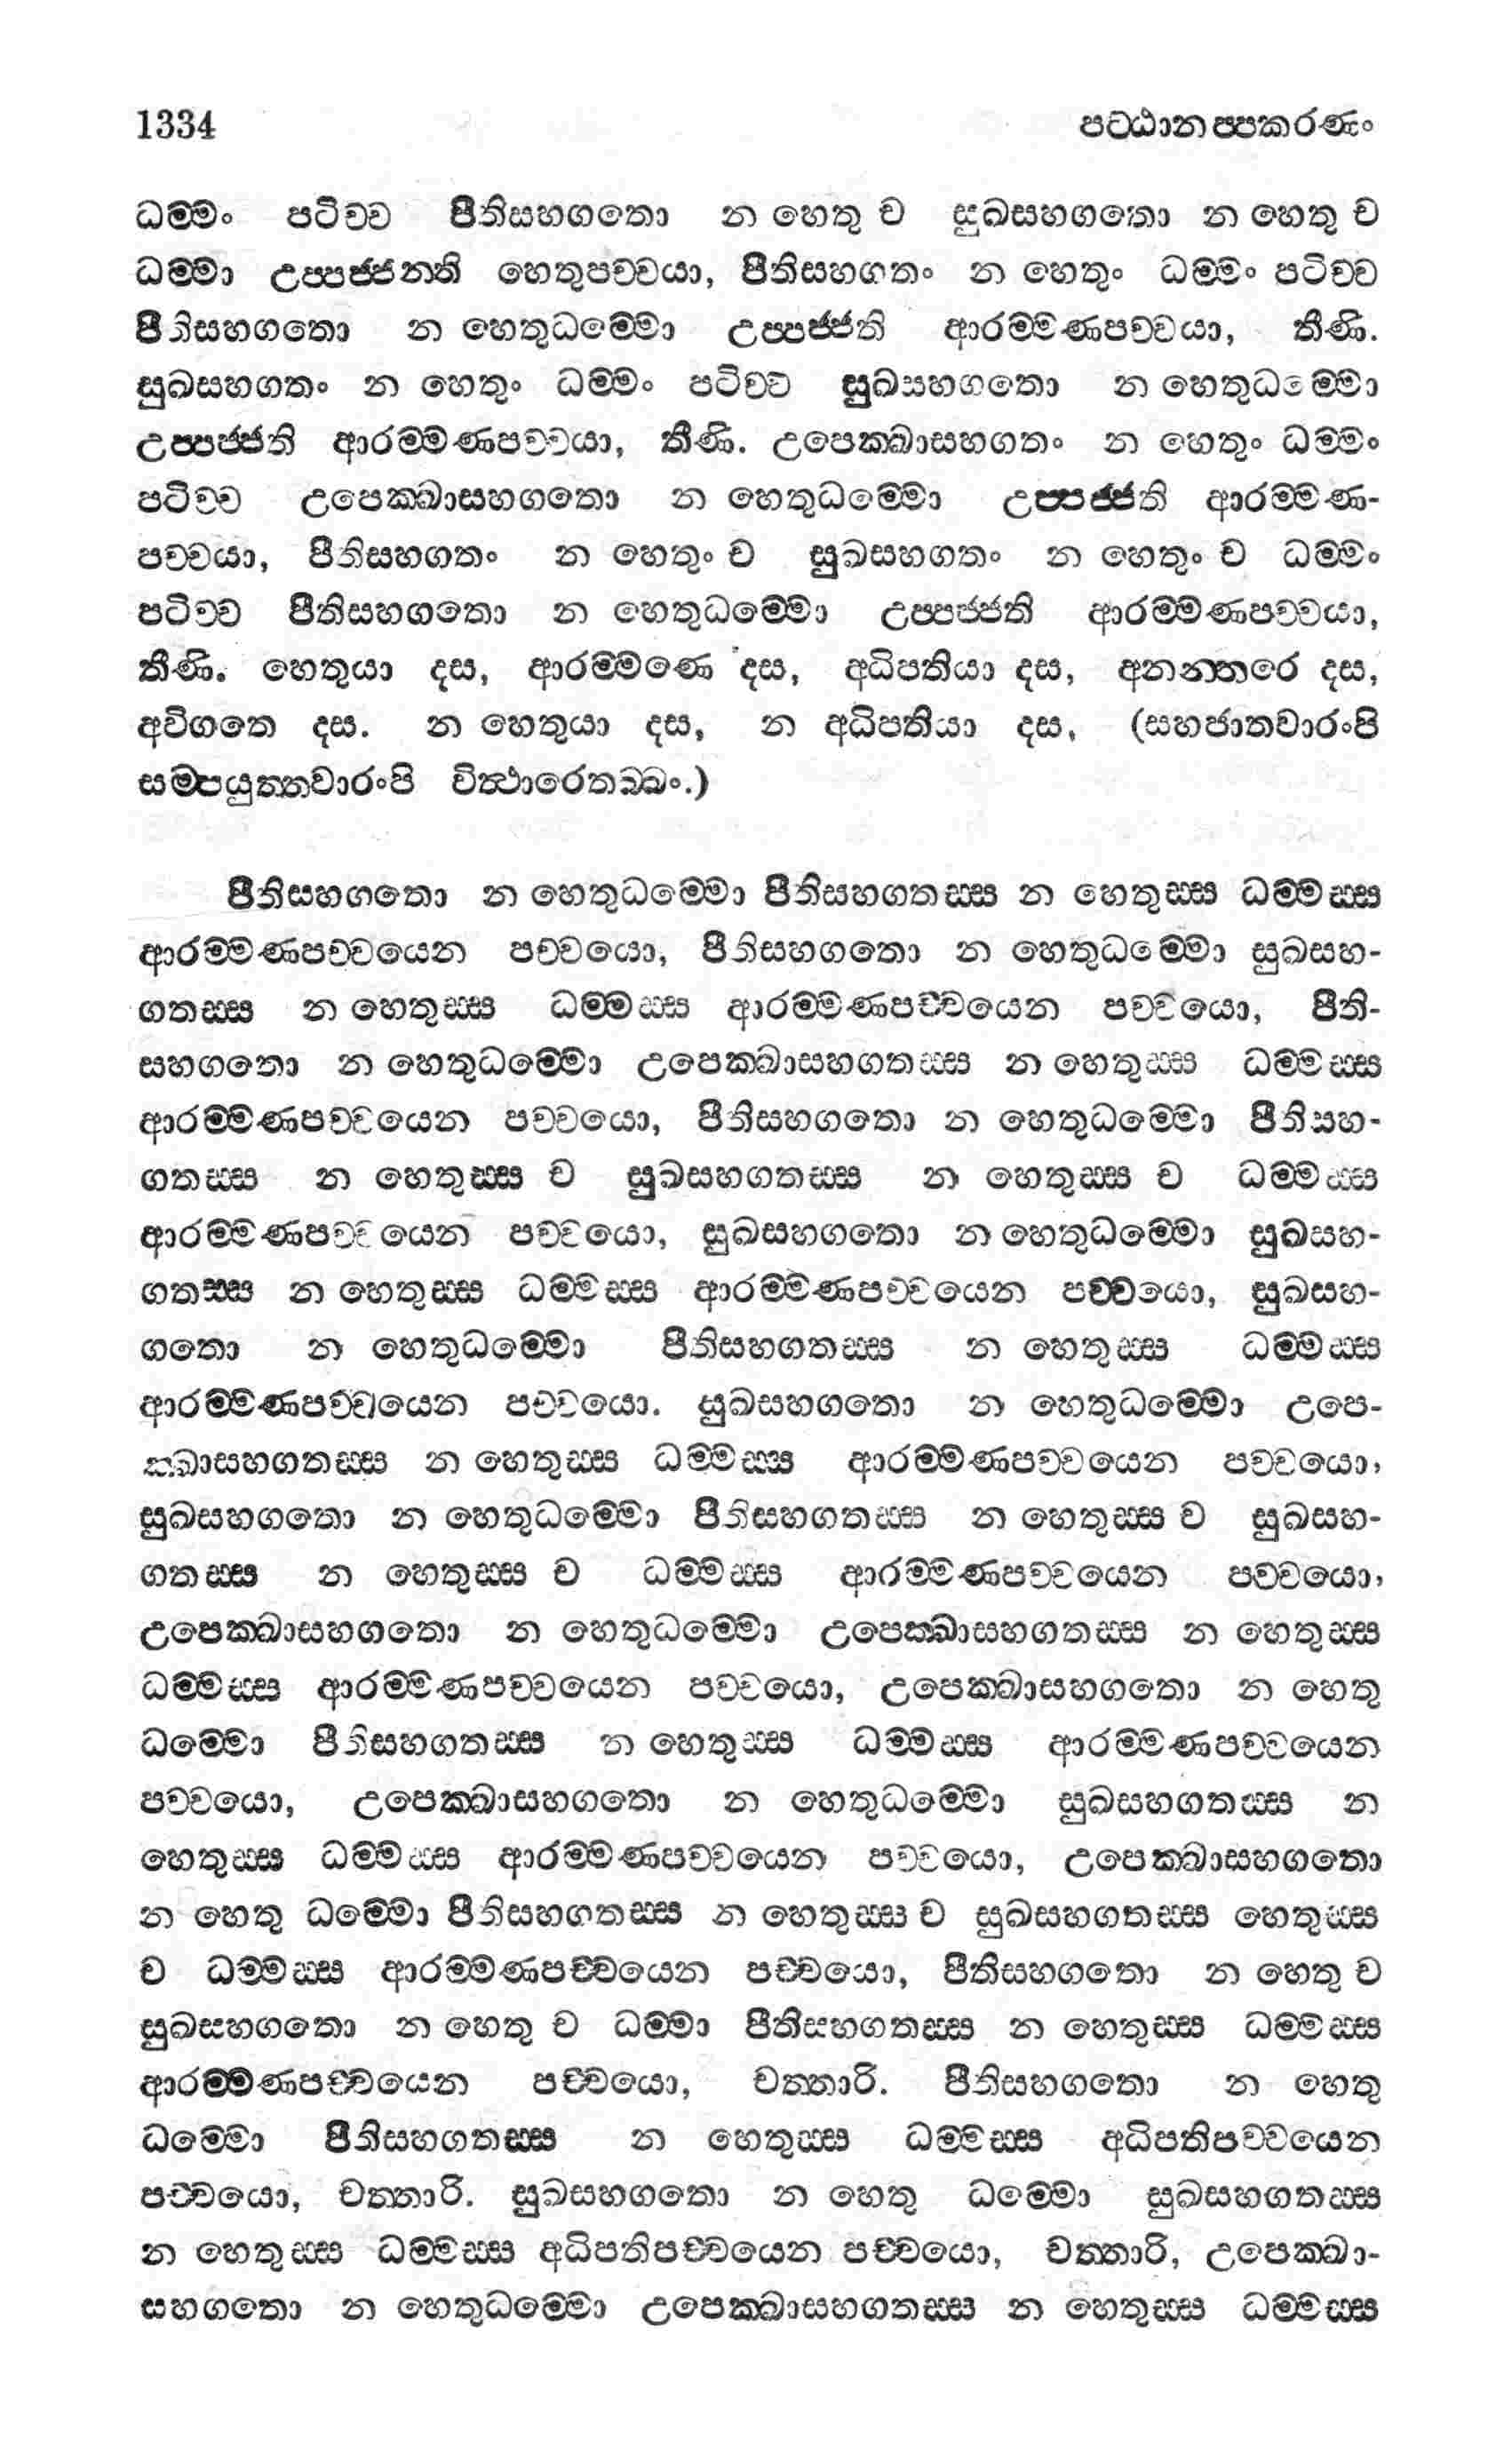 1334 පට්ඨානප්පකරණං
ධම්මං පටිච්ච පීතිසහගතො න හෙතු ච සුඛසහගතො න හෙතු ච
ධම්මා උප්පජ්ජන්ති හෙතුපච්චයා, පීතිසහගතං න හෙතුං ධම්මං පටිච්ච
පීතිසහගතො න හෙතුධම්මො උප්පජ්ජති ආරම්මණපච්චයා, තීණි.
සුඛසහගතං න හෙතුං ධම්මං පටිච්ච සුඛසහගතො න හෙතුධම්මො
උප්පජ්ජති ආරම්මණපච්චයා, තීණි. උපෙක්ඛාසහගතං න හෙතුං ධම්මං
පටිච්ච උපෙක්ඛාසහගතො න හෙතුධම්මො උප්පජ්ජති ආරම්මණ-
පච්චයා, පීතිසහගතං න හෙතුං ච සුඛසහගතං න හෙතුං ච ධම්මං
පටිච්ච පීතිසහගතො න හෙතුධම්මො උප්පජ්ජති ආරම්මණපච්චයා,
තීණි. හෙතුයා දස, ආරම්මණෙ දස, අධිපතියා දස, අනන්තරෙ දස,
අවිගතෙ දස. න හෙතුයා දස, න අධිපතියා දස, (සහජාතවාරංපි
සම්පයුත්තවාරංපි විත්ථාරෙතබ්බං.)
පීතිසහගතො න හෙතුධම්මො පීතිසහගතස්ස න හෙතුස්ස ධම්මස්ස
ආරම්මණපච්චයෙන පච්චයො, පීතිසහගතො න හෙතුධම්මො සුඛසහ-
ගතස්ස න හෙතුස්ස ධම්මස්ස ආරම්මණපච්චයෙන පච්චයො, පීති-
සහගතො න හෙතුධම්මො උපෙක්ඛාසහගතස්ස න හෙතුස්ස ධම්මස්ස
ආරම්මණපච්චයෙන පච්චයො, පීතිසහගතො න හෙතුධම්මො පීතිසහ-
ගතස්ස න හෙතුස්ස ච සුඛසහගතස්ස න හෙතුස්ස ච ධම්මස්ස
ආරම්මණපච්චයෙන පච්චයො, සුඛසහගතො න හෙතුධම්මො සුඛසහ-
ගතස්ස න හෙතුස්ස ධම්මස්ස ආරම්මණපච්චයෙන පච්චයො, සුඛසහ-
ගතො න හෙතුධම්මො පීතිසහගතස්ස න හෙතුස්ස ධම්මස්ස
ආරම්මණපච්චයෙන පච්චයො. සුඛසහගතො න හෙතුධම්මො උපෙ-
ක්ඛාසහගතස්ස න හෙතුස්ස ධම්මස්ස ආරම්මණපච්චයෙන පච්චයො,
සුඛසහගතො න හෙතුධම්මො පීතිසහගතස්ස න හෙතුස්ස ච සුඛසහ-
ගතස්ස න හෙතුස්ස ච ධම්මස්ස ආරම්මණපච්චයෙන පච්චයො,
උපෙක්ඛාසහගතො න හෙතුධම්මො උපෙක්ඛාසහගතස්ස න හෙතුස්ස
ධම්මස්ස ආරම්මණපච්චයෙන පච්චයො, උපෙක්ඛාසහගතො න හෙතු
ධම්මො පීතිසහගතස්ස න හෙතුස්ස ධම්මස්ස ආරම්මණපච්චයෙන
පච්චයො, උපෙක්ඛාසහගතො න හෙතුධම්මො සුඛසහගතස්ස න
හෙතුස්ස ධම්මස්ස ආරම්මණපච්චයෙන පච්චයො, උපෙක්ඛාසහගතො
න හෙතු ධම්මො පීතිසහගතස්ස න හෙතුස්ස ච සුඛසහගතස්ස හෙතුස්ස
ච ධම්මස්ස ආරම්මණපච්චයෙන පච්චයො, පීතිසහගතො න හෙතු ච
සුඛසහගතො න හෙතු ච ධම්මා පීතිසහගතස්ස න හෙතුස්ස ධම්මස්ස
ආරම්මණපච්චයෙන පච්චයො, චත්තාරි. පීතිසහගතො න හෙතු
ධම්මො පීතිසහගතස්ස න හෙතුස්ස ධම්මස්ස අධිපතිපච්චයෙන
පච්චයො, චත්තාරි. සුඛසහගතො න හෙතු ධම්මො සුඛසහගතස්ස
න හෙතුස්ස ධම්මස්ස අධිපතිපච්චයෙන පච්චයො, චත්තාරි, උපෙක්ඛා-
සහගතො න හෙතුධම්මො උපෙක්ඛාසහගතස්ස න හෙතුස්ස ධම්මස්ස